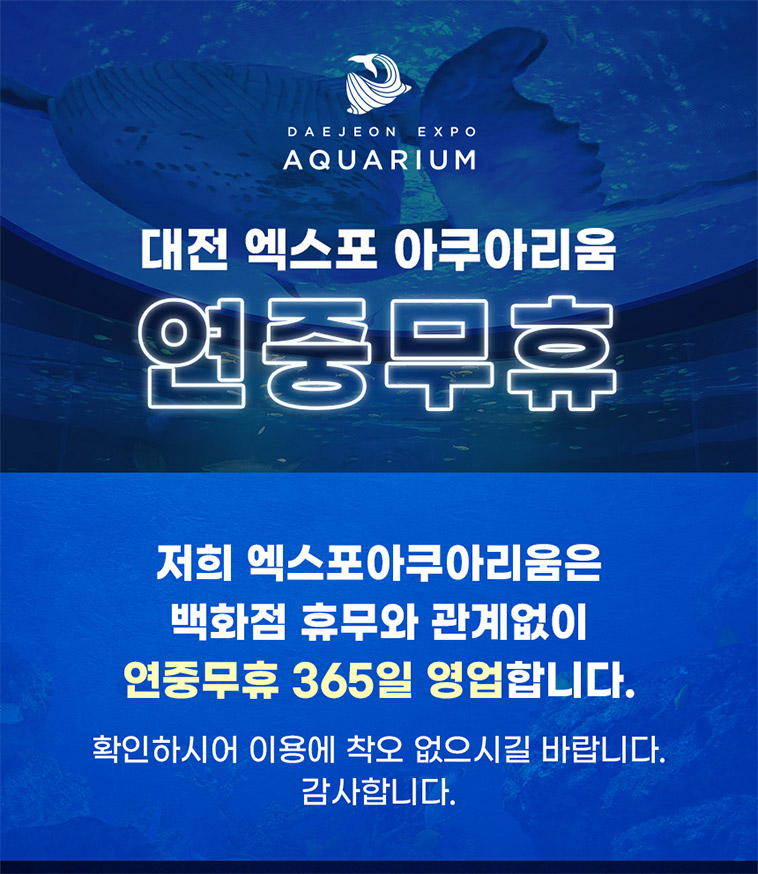 DAEJEON EXPO
AQUARIUM
대전 엑스포 아쿠아리움
연중무휴
저희 엑스포아쿠아리움은
백화점 휴무와 관계없이
연중무휴 365일 영업합니다.
확인하시어 이용에 착오 없으시길 바랍니다.
감사합니다.